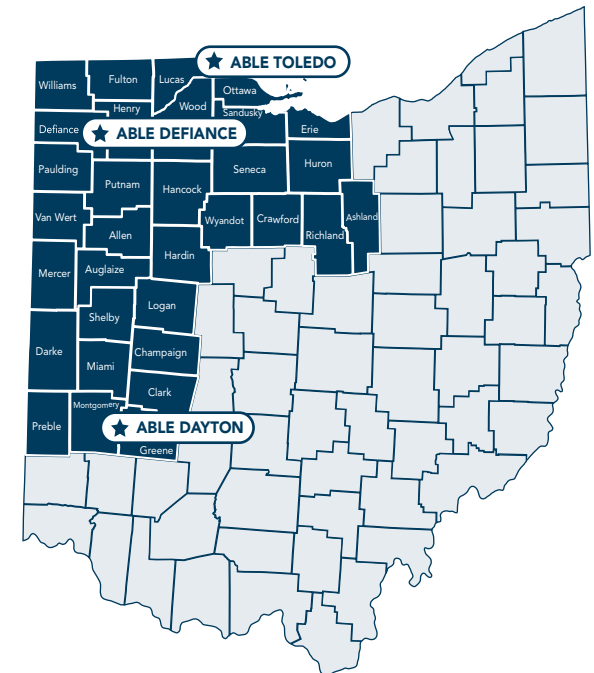 ABLE TOLEDO
Williams
Fulton
Lucas
Ottawa
Henry
Wood
Sandusky
Defiance
ABLE DEFIANCE
Erie
Paulding
Putnam
Hancock
Seneca
Huron
Van Wert
Allen
Wyandot
Crawford
Richland
Ashland
Hardin
Mercer
Auglaize
Logan
Shelby
Darke
Champaign
Miami
Clark
Montgomery
Preble
ABLE DAYTON
Greene